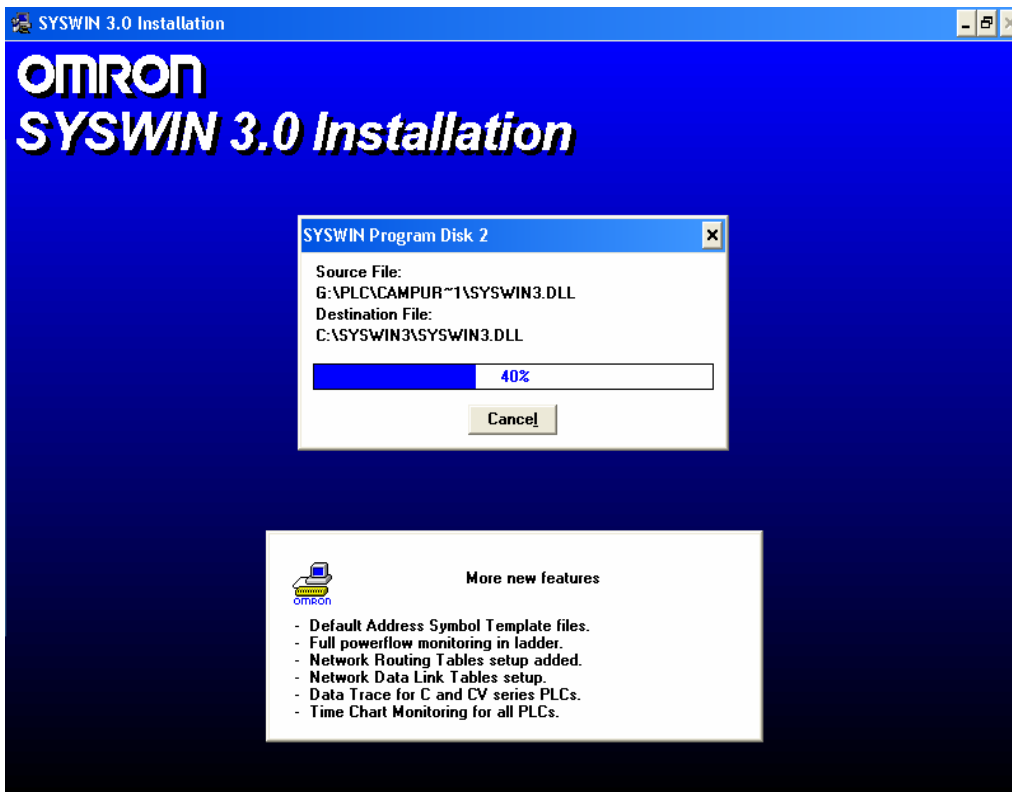 SYSWIN 3.0 Installation
OMRON
SYSWIN 3.0 Installation
SYSWIN Program Disk 2
Source File:
G:\PLC\CAMPUR~1\SYSWIN3.DLL
Destination File:
C:\SYSWIN3\SYSWIN3.DLL
40%
Cancel
More new features
OMRON
- Default Address Symbol Template files.
- Full powerflow monitoring in ladder.
- Network Routing Tables setup added.
- Network Data Link Tables setup.
- Data Trace for C and CV series PLCs.
- Time Chart Monitoring for all PLCs.